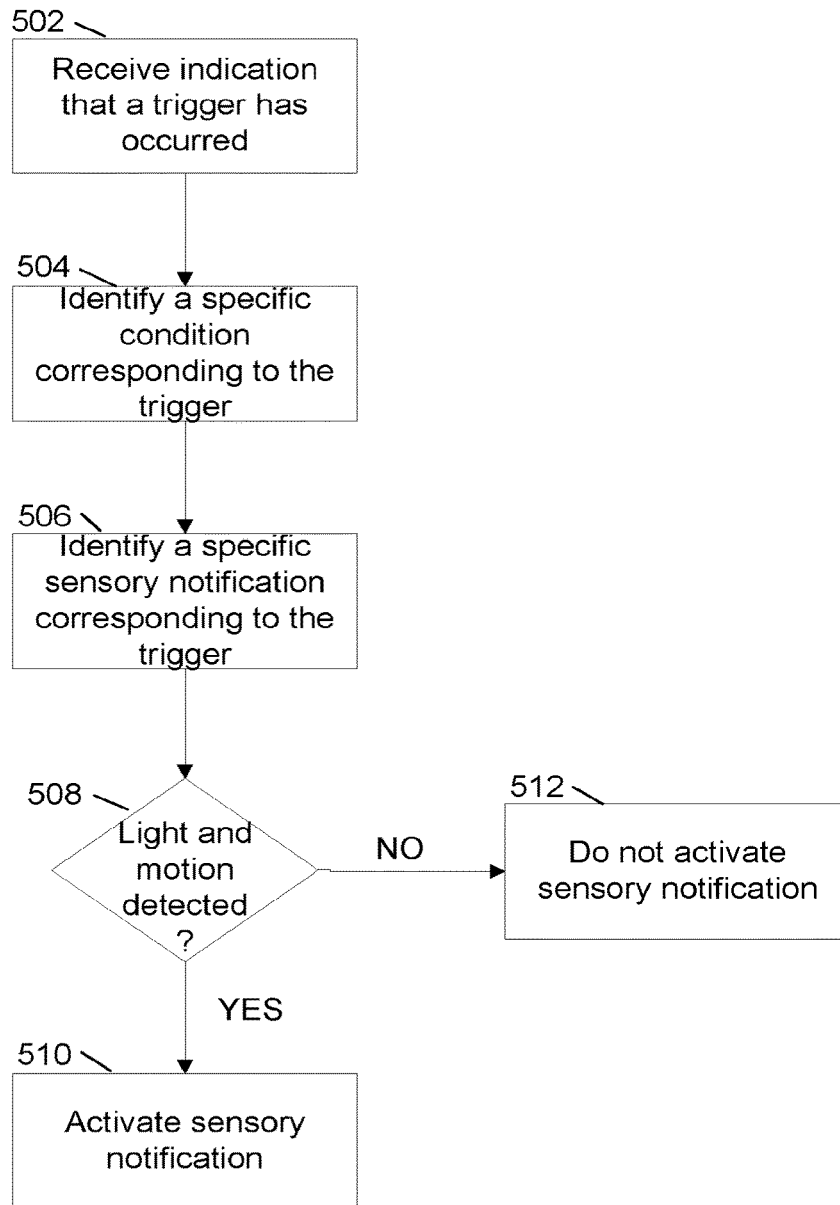 502
Receive indication
that a trigger has
occurred
504
Identify a specific
condition
corresponding to the
trigger
506
Identify a specific
sensory notification
corresponding to the
trigger
508
Light and
motion
detected
?
NO
512
Do not activate
sensory notification
YES
510
Activate sensory
notification